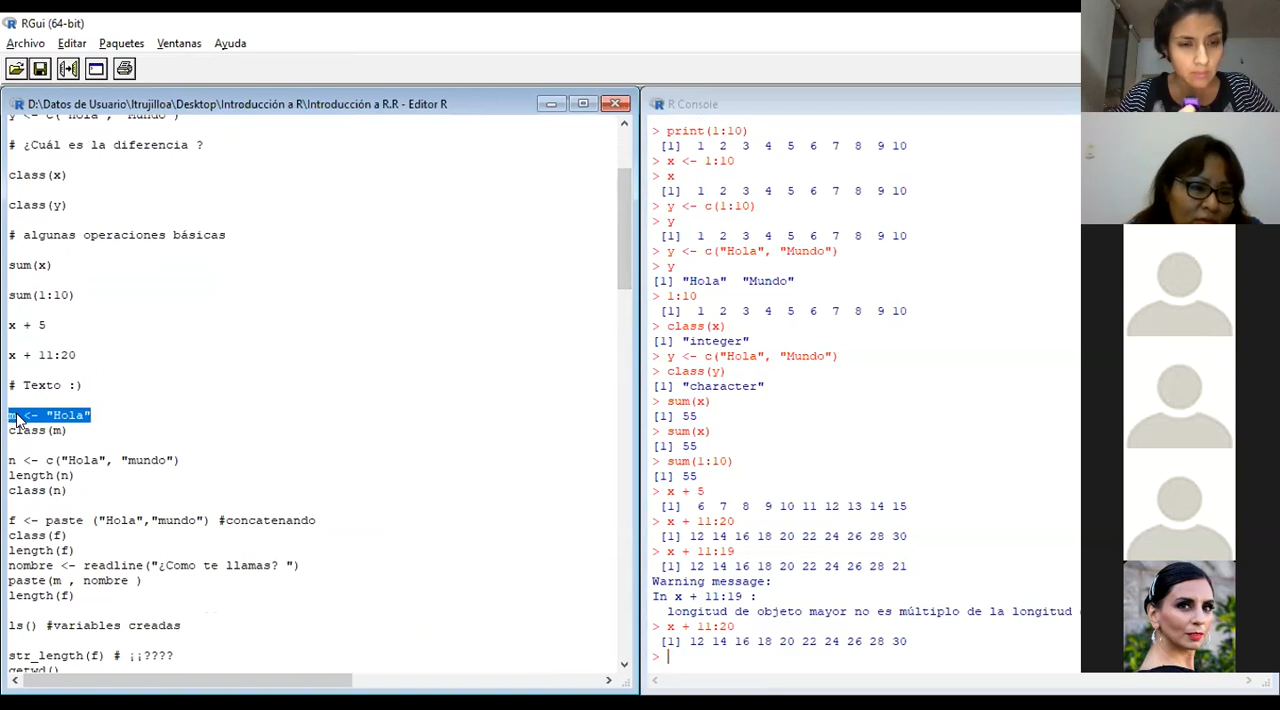 RGui (64-bit)
Archivo Editar Paquetes Ventanas Ayuda
D:\Datos de Usuario\ltrujilloa\Desktop\Introducción a R\Introducción a R.R - Editor R
y <- c("Hola", "Mundo")
# ¿Cuál es la diferencia ?
class(x)
class(y)
# algunas operaciones básicas
sum(x)
sum(1:10)
x + 5
x + 11:20
# Texto :)
m <- "Hola"
class(m)
n <- c("Hola", "mundo")
length(n)
class(n)
f <- paste ("Hola","mundo") #concatenando
class(f)
length(f)
nombre <- readline("¿Como te llamas? ")
paste(m , nombre )
length(f)
ls() #variables creadas
str_length(f) # ¡¡????
getwd()
R Console
> print(1:10)
[1] 1 2 3 4 5 6 7 8 9 10
> x <- 1:10
> x
[1] 1 2 3 4 5 6 7 8 9 10
> y <- c(1:10)
> y
[1] 1 2 3 4 5 6 7 8 9 10
> y <- c("Hola", "Mundo")
> y
[1] "Hola" "Mundo"
> 1:10
[1] 1 2 3 4 5 6 7 8 9 10
> class(x)
[1] "integer"
> y <- c("Hola", "Mundo")
> class(y)
[1] "character"
> sum(x)
[1] 55
> sum(x)
[1] 55
> sum(1:10)
[1] 55
> x + 5
[1] 6 7 8 9 10 11 12 13 14 15
> x + 11:20
[1] 12 14 16 18 20 22 24 26 28 30
> x + 11:19
[1] 12 14 16 18 20 22 24 26 28 21
Warning message:
In x + 11:19 :
longitud de objeto mayor no es múltiplo de la longitud
> x + 11:20
[1] 12 14 16 18 20 22 24 26 28 30
>